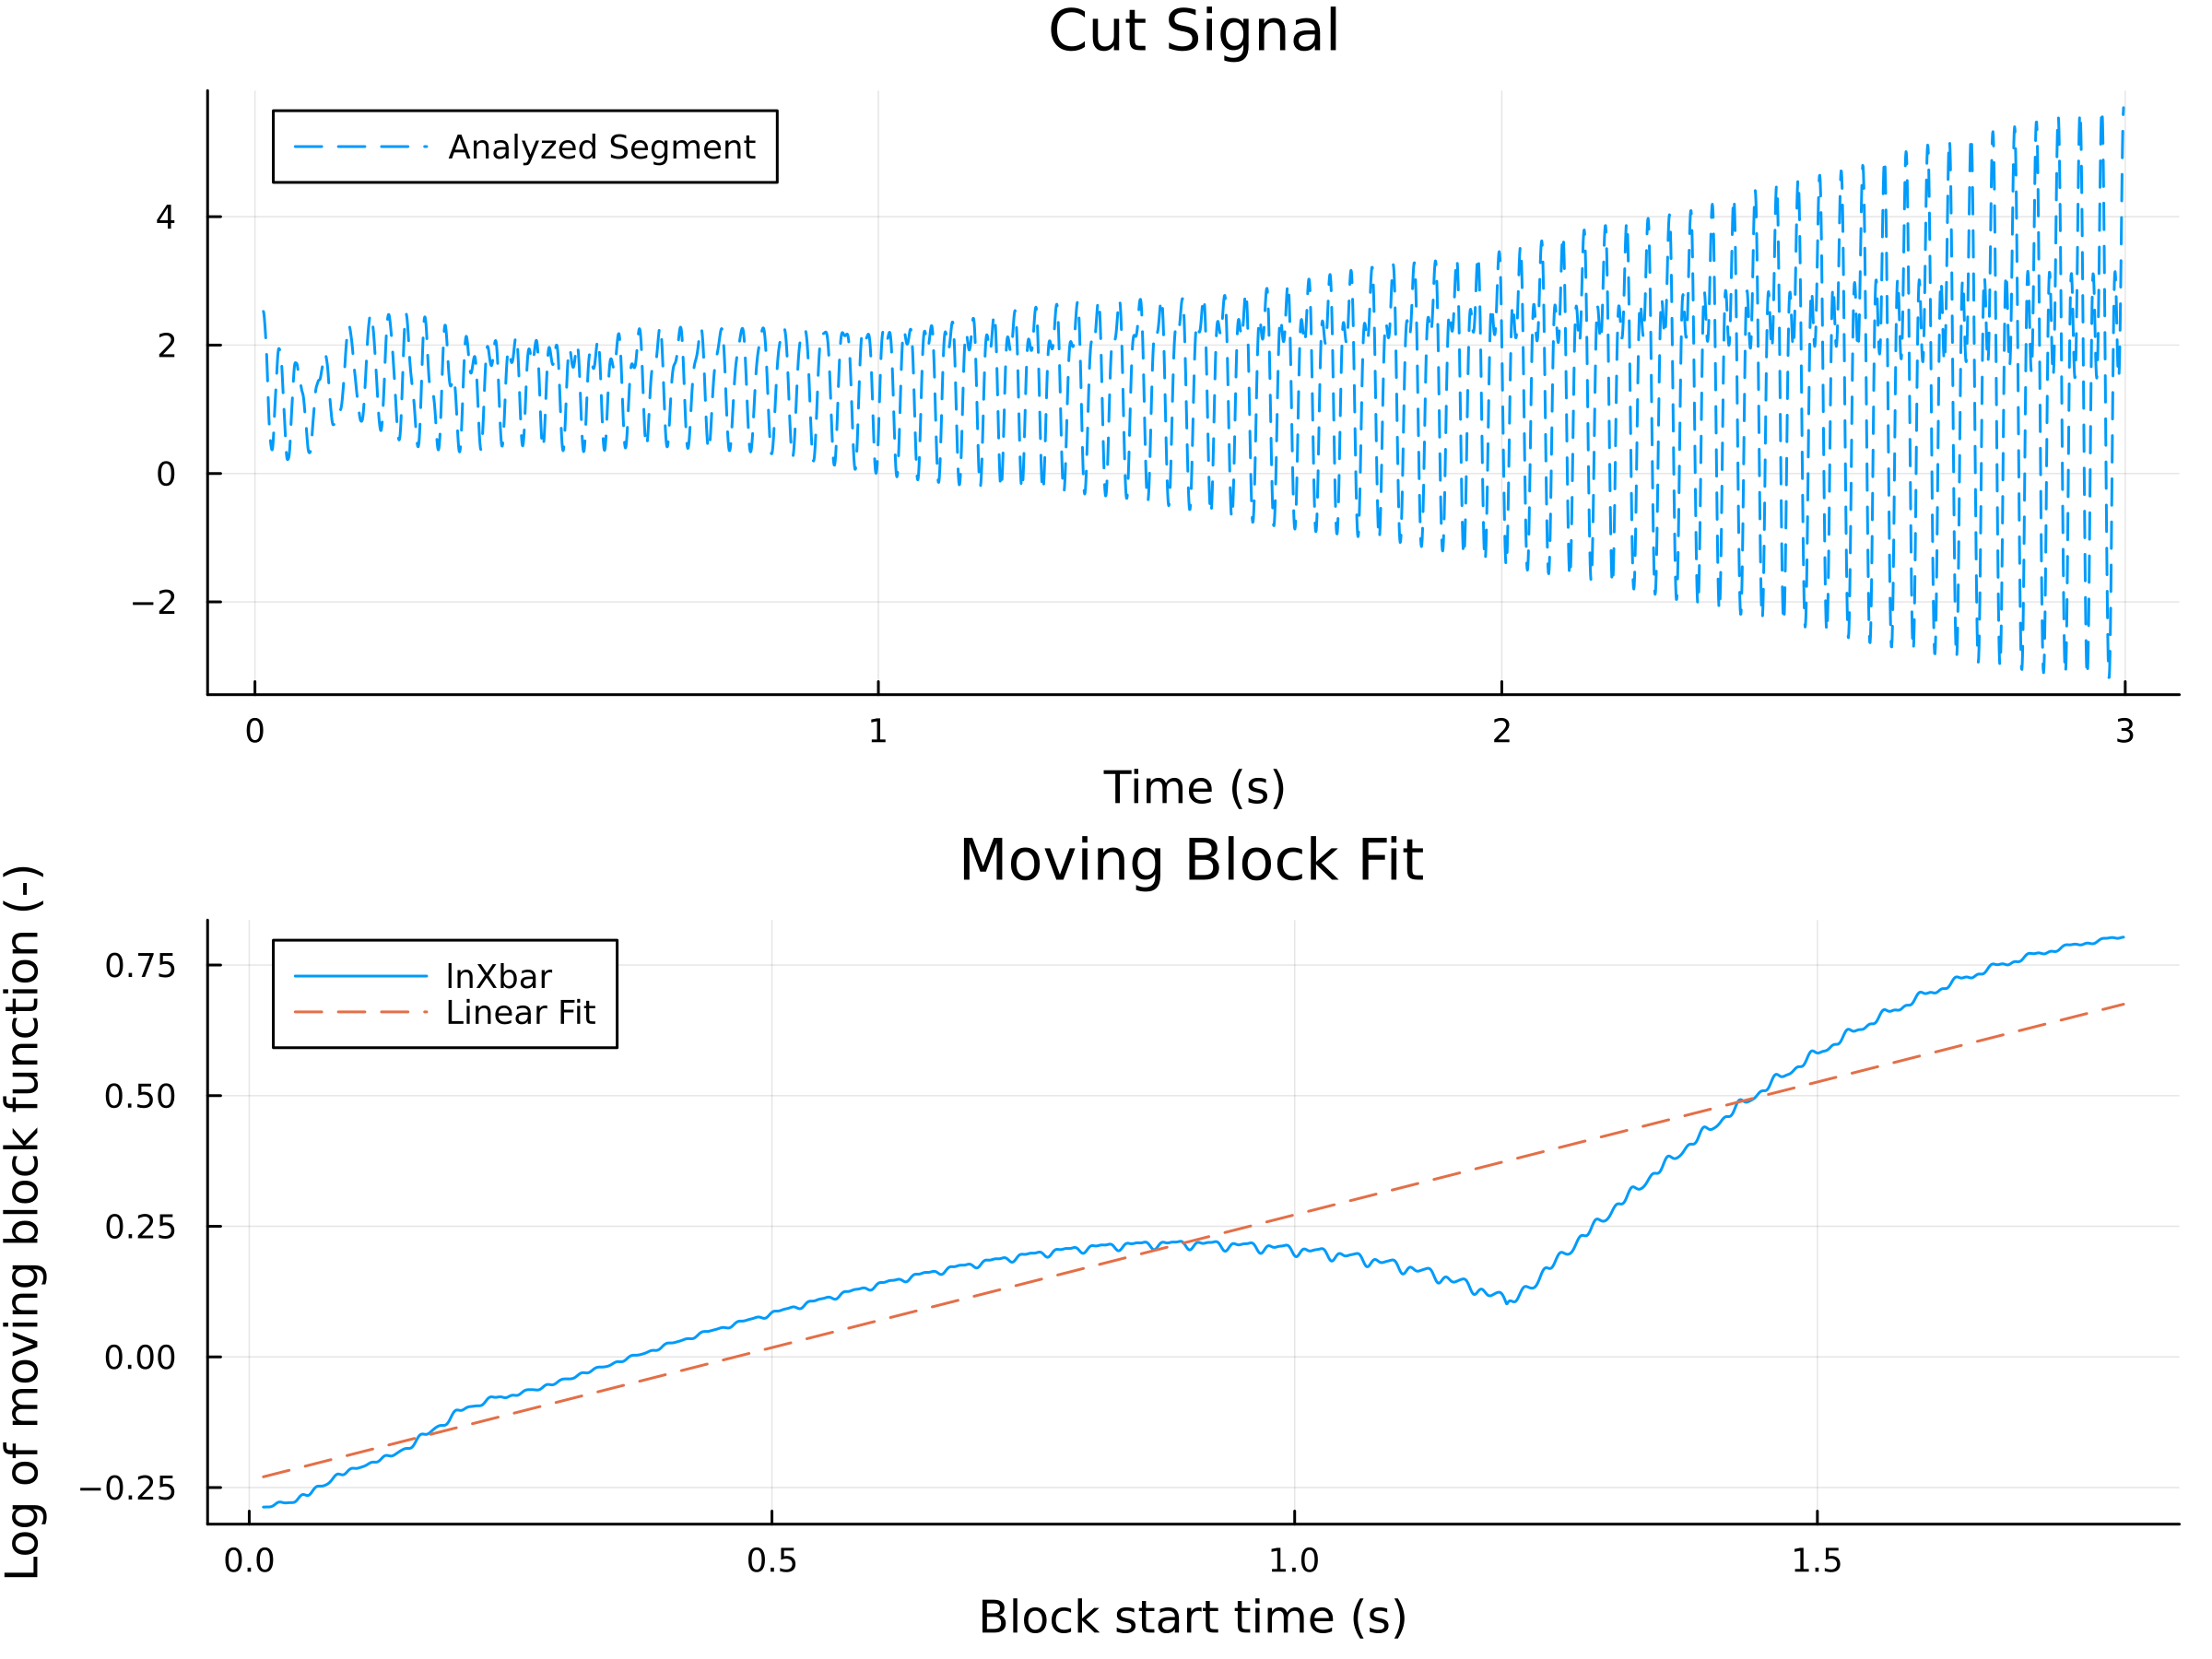 Cut Signal
Analyzed Segment
4
2
0
−2
0 1 2 3
Time (s)
Moving Block Fit
Log of moving block function (-)
lnXbar
Linear Fit
0.75
0.50
0.25
0.00
−0.25
0.0 0.5 1.0 1.5
Block start time (s)